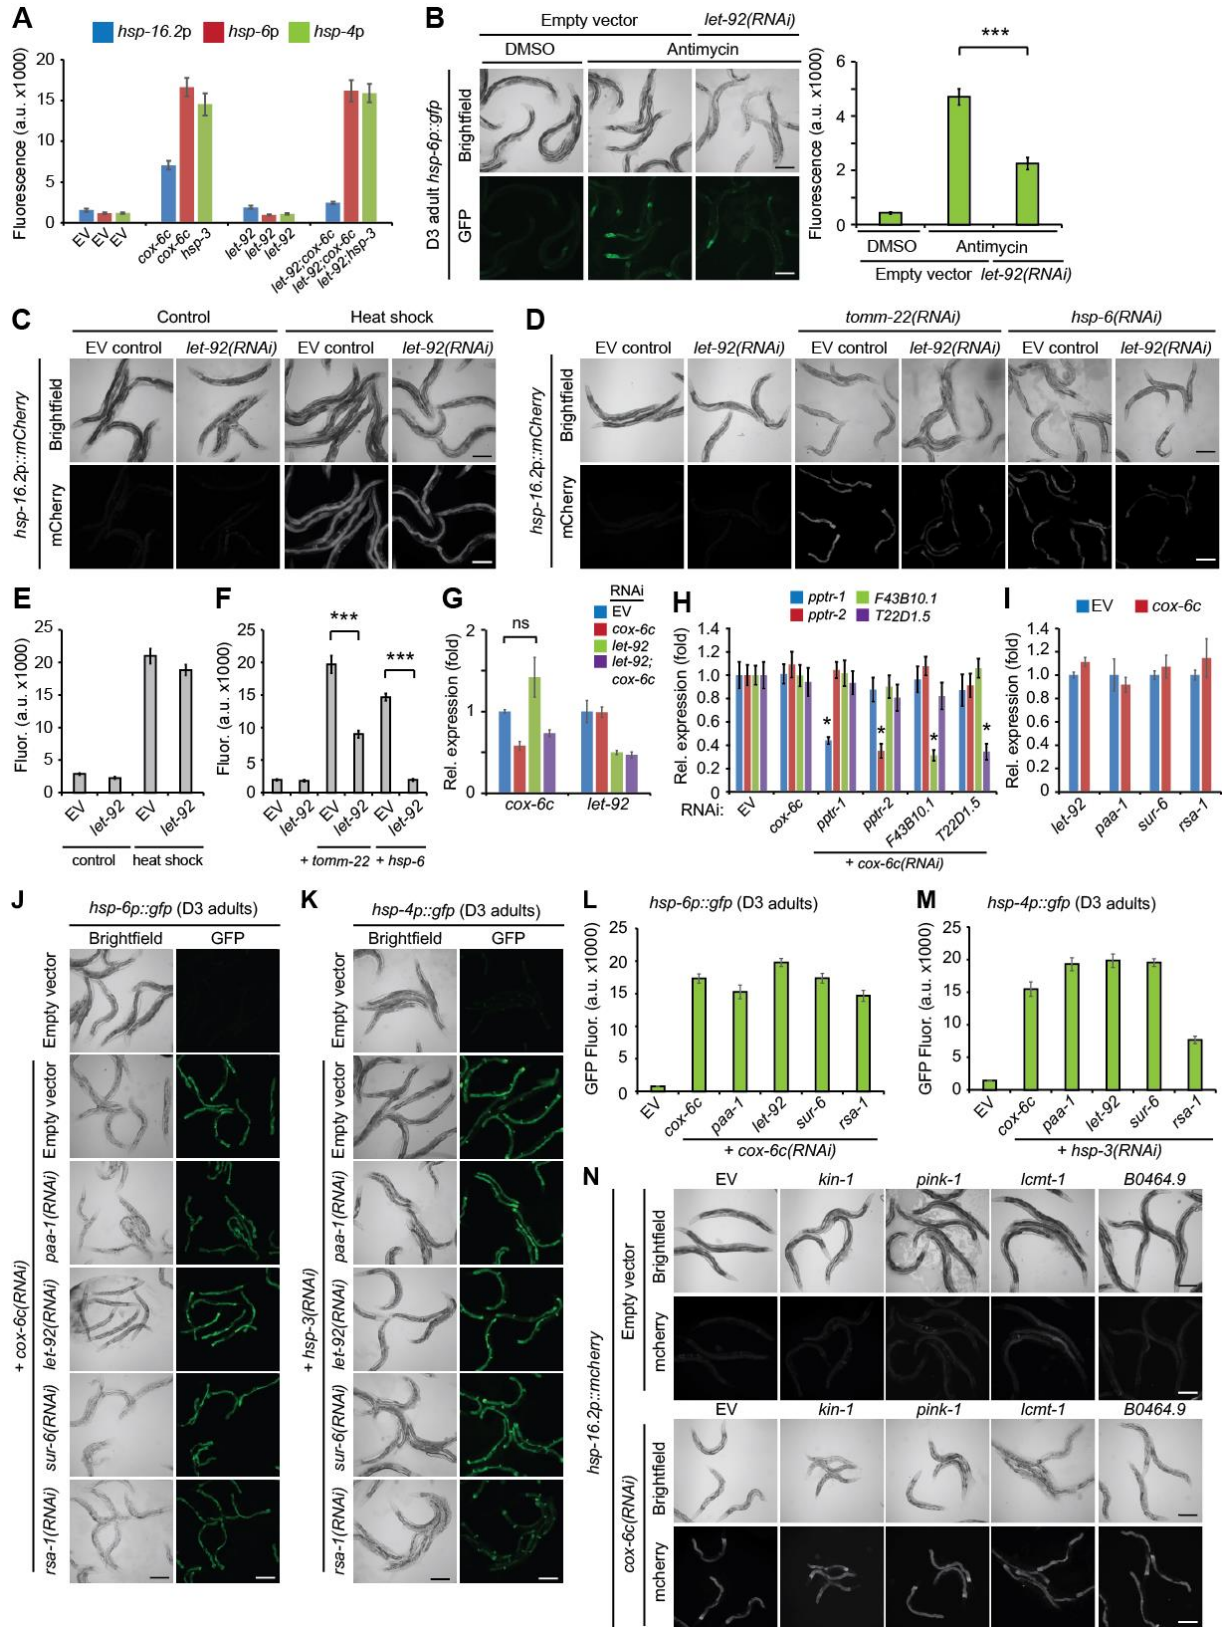 A
hsp-16.2p hsp-6p hsp-4p
Fluorescence (a.u. x1000)
20
15
10
5
0
EV EV EV cox-6c cox-6c hsp-3 let-92 let-92 let-92 let-92;cox-6c let-92;cox-6c let-92;hsp-3
B
Empty vector let-92(RNAi)
DMSO Antimycin
D3 adult hsp-6p::gfp
Brightfield
GFP
Fluorescence (a.u. x1000)
6
4
2
0
***
DMSO Antimycin
Empty vector let-92(RNAi)
C
Control Heat shock
EV control let-92(RNAi) EV control let-92(RNAi)
hsp-16.2p::mCherry
Brightfield
mCherry
D
tomm-22(RNAi) hsp-6(RNAi)
EV control let-92(RNAi) EV control let-92(RNAi) EV control let-92(RNAi)
hsp-16.2p::mCherry
Brightfield
mCherry
E
Fluor. (a.u. x1000)
25
20
15
10
5
0
EV let-92 EV let-92
control heat shock
F
Fluor. (a.u. x1000)
25
20
15
10
5
0
***
***
EV let-92 EV let-92 EV let-92
+ tomm-22 + hsp-6
G
RNAi
EV
cox-6c
let-92
let-92;
cox-6c
Rel. expression (fold)
2
1
0
ns
cox-6c let-92
H
pptr-1 F43B10.1
pptr-2 T22D1.5
Rel. expression (fold)
1.4
1.2
1.0
0.8
0.6
0.4
0.2
0
* * * *
RNAi: EV cox-6c pptr-1 pptr-2 F43B10.1 T22D1.5
+ cox-6c(RNAi)
I
EV cox-6c
Rel. expression (fold)
1.4
1.2
1.0
0.8
0.6
0.4
0.2
0
let-92 paa-1 sur-6 rsa-1
J
hsp-6p::gfp (D3 adults)
Brightfield GFP
Empty vector
+ cox-6c(RNAi)
Empty vector
paa-1(RNAi)
let-92(RNAi)
sur-6(RNAi)
rsa-1(RNAi)
K
hsp-4p::gfp (D3 adults)
Brightfield GFP
Empty vector
+ hsp-3(RNAi)
Empty vector
paa-1(RNAi)
let-92(RNAi)
sur-6(RNAi)
rsa-1(RNAi)
L
hsp-6p::gfp (D3 adults)
GFP Fluor. (a.u. x1000)
25
20
15
10
5
0
EV cox-6c paa-1 let-92 sur-6 rsa-1
+ cox-6c(RNAi)
M
hsp-4p::gfp (D3 adults)
GFP Fluor. (a.u. x1000)
25
20
15
10
5
0
EV cox-6c paa-1 let-92 sur-6 rsa-1
+ hsp-3(RNAi)
N
EV kin-1 pink-1 lcmt-1 B0464.9
hsp-16.2p::mcherry
Empty vector
Brightfield
mcherry
EV kin-1 pink-1 lcmt-1 B0464.9
cox-6c(RNAi)
Brightfield
mcherry